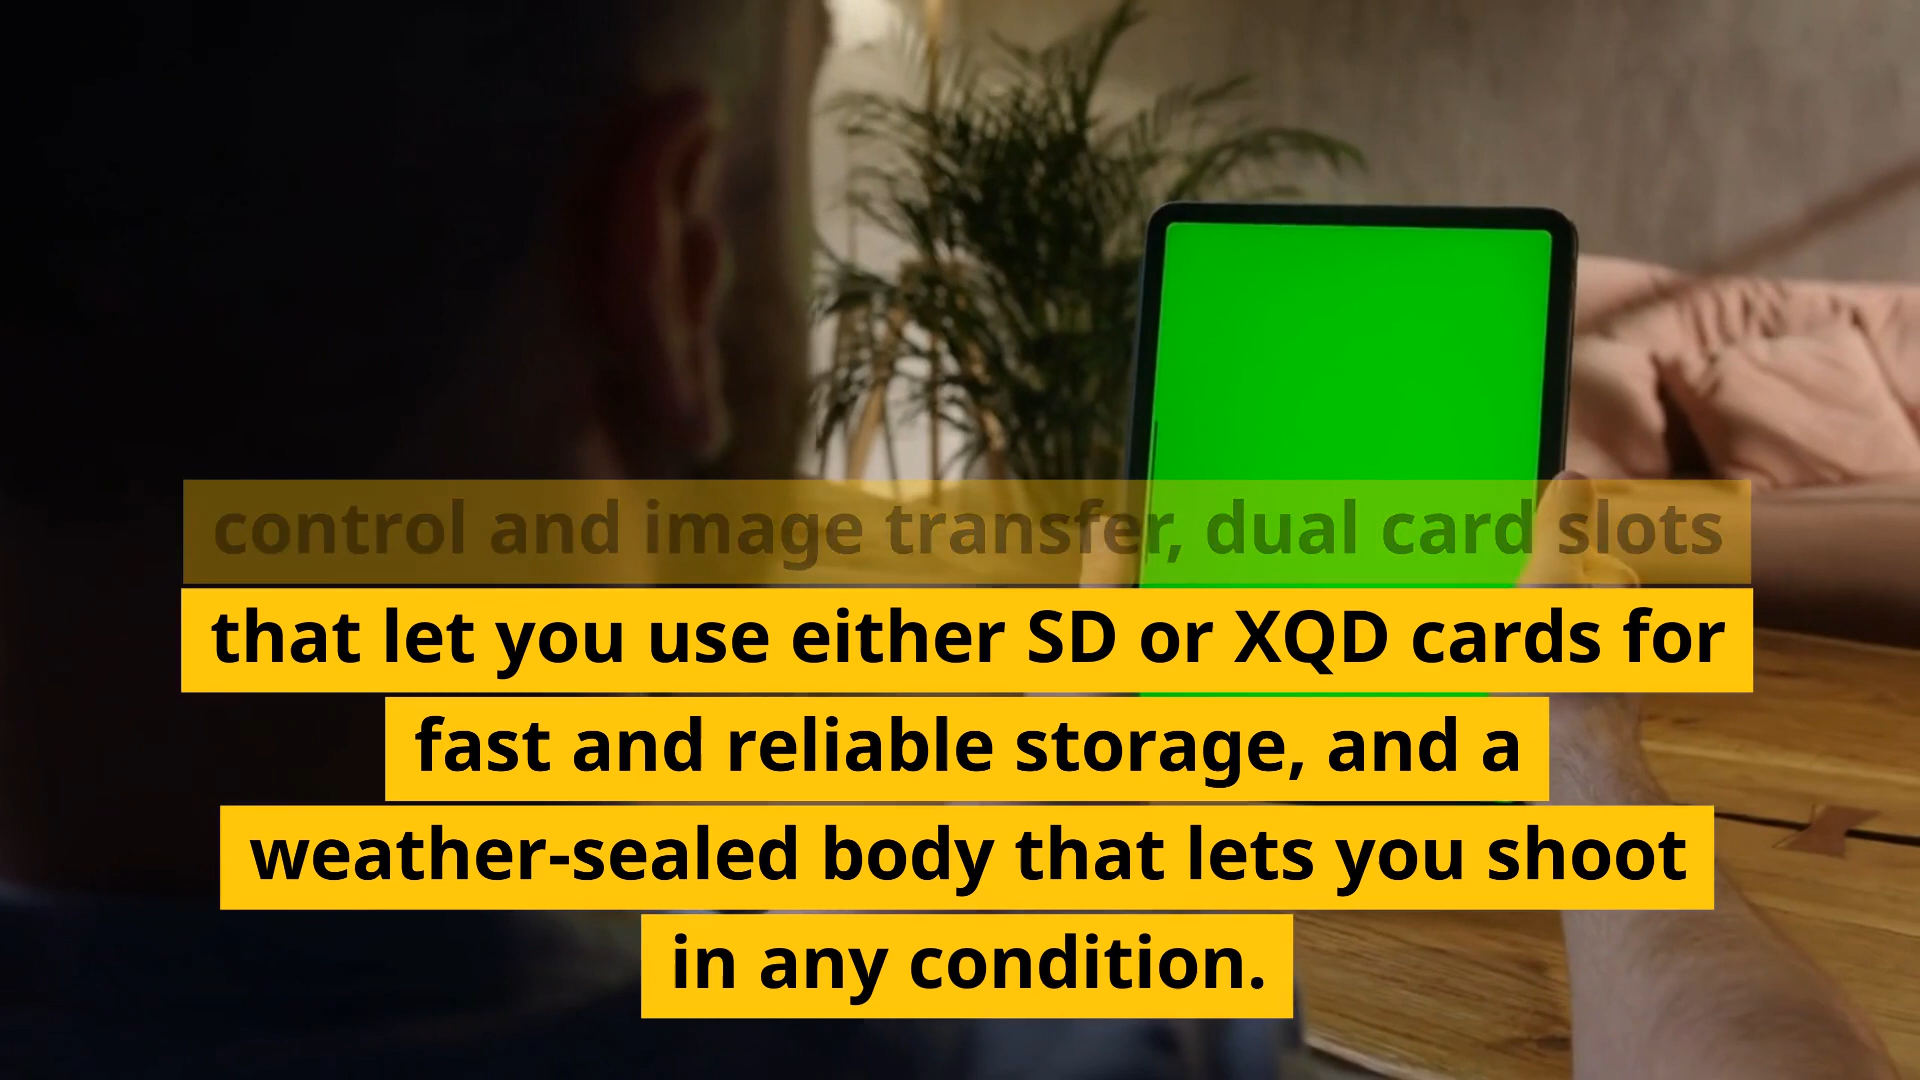 control and image transfer, dual card slots
that let you use either SD or XQD cards for
fast and reliable storage, and a
weather-sealed body that lets you shoot
in any condition.